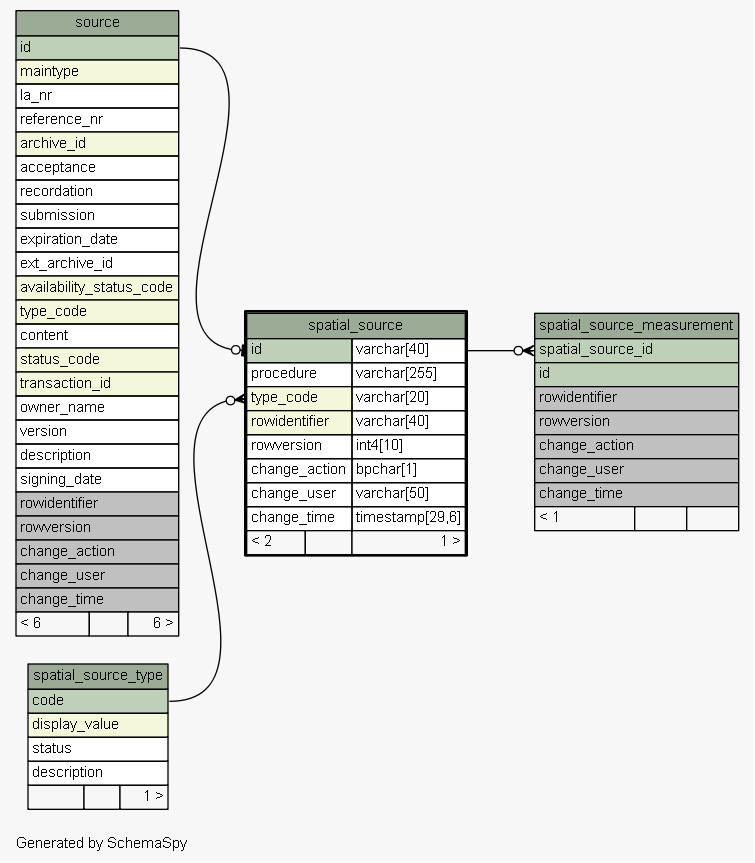 source
id
maintype
la_nr
reference_nr
archive_id
acceptance
recordation
submission
expiration_date
ext_archive_id
availability_status_code
type_code
content
status_code
transaction_id
owner_name
version
description
signing_date
rowidentifier
rowversion
change_action
change_user
change_time
< 6 6 >
spatial_source
id varchar[40]
procedure varchar[255]
type_code varchar[20]
rowidentifier varchar[40]
rowversion int4[10]
change_action bpchar[1]
change_user varchar[50]
change_time timestamp[29,6]
< 2 1 >
spatial_source_measurement
spatial_source_id
id
rowidentifier
rowversion
change_action
change_user
change_time
< 1
spatial_source_type
code
display_value
status
description
1 >
Generated by SchemaSpy